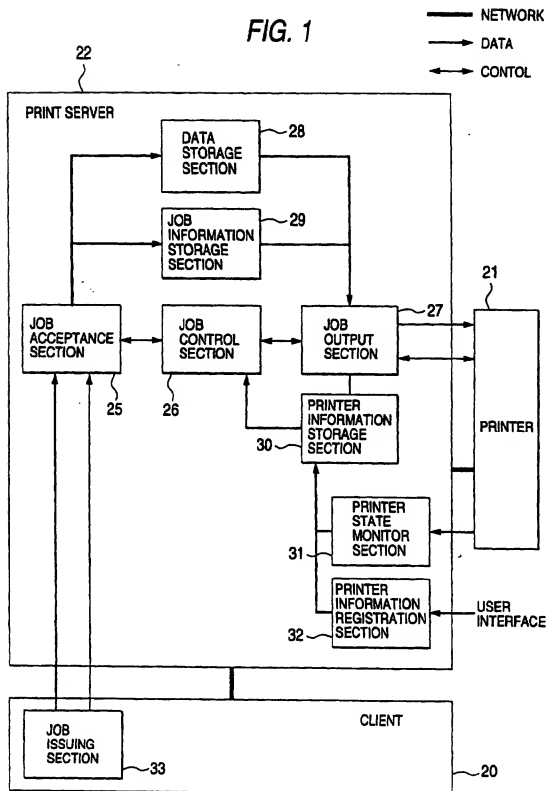 FIG. 1
NETWORK
DATA
CONTOL
22
PRINT SERVER
DATA
STORAGE
SECTION
28
JOB
INFORMATION
STORAGE
SECTION
29
JOB
ACCEPTANCE
SECTION
25
JOB
CONTROL
SECTION
26
JOB
OUTPUT
SECTION
27
21
PRINTER
PRINTER
INFORMATION
STORAGE
SECTION
30
PRINTER
STATE
MONITOR
SECTION
31
PRINTER
INFORMATION
REGISTRATION
SECTION
32
USER
INTERFACE
CLIENT
JOB
ISSUING
SECTION
33
20